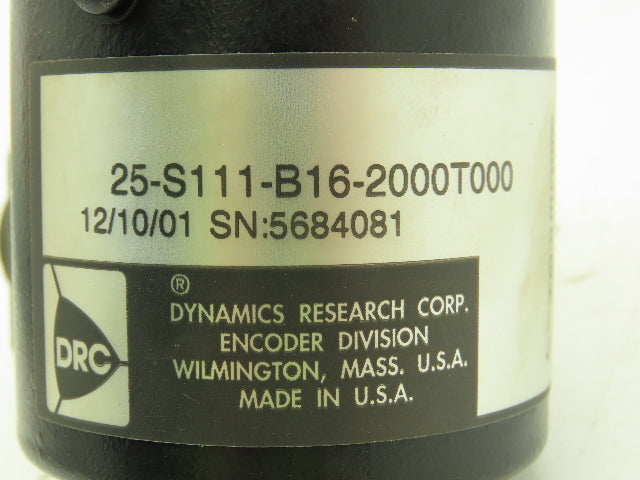 25-S111-B16-2000T000
12/10/01 SN:5684081
®
DYNAMICS RESEARCH CORP.
ENCODER DIVISION
WILMINGTON, MASS. U.S.A.
MADE IN U.S.A.
DRC